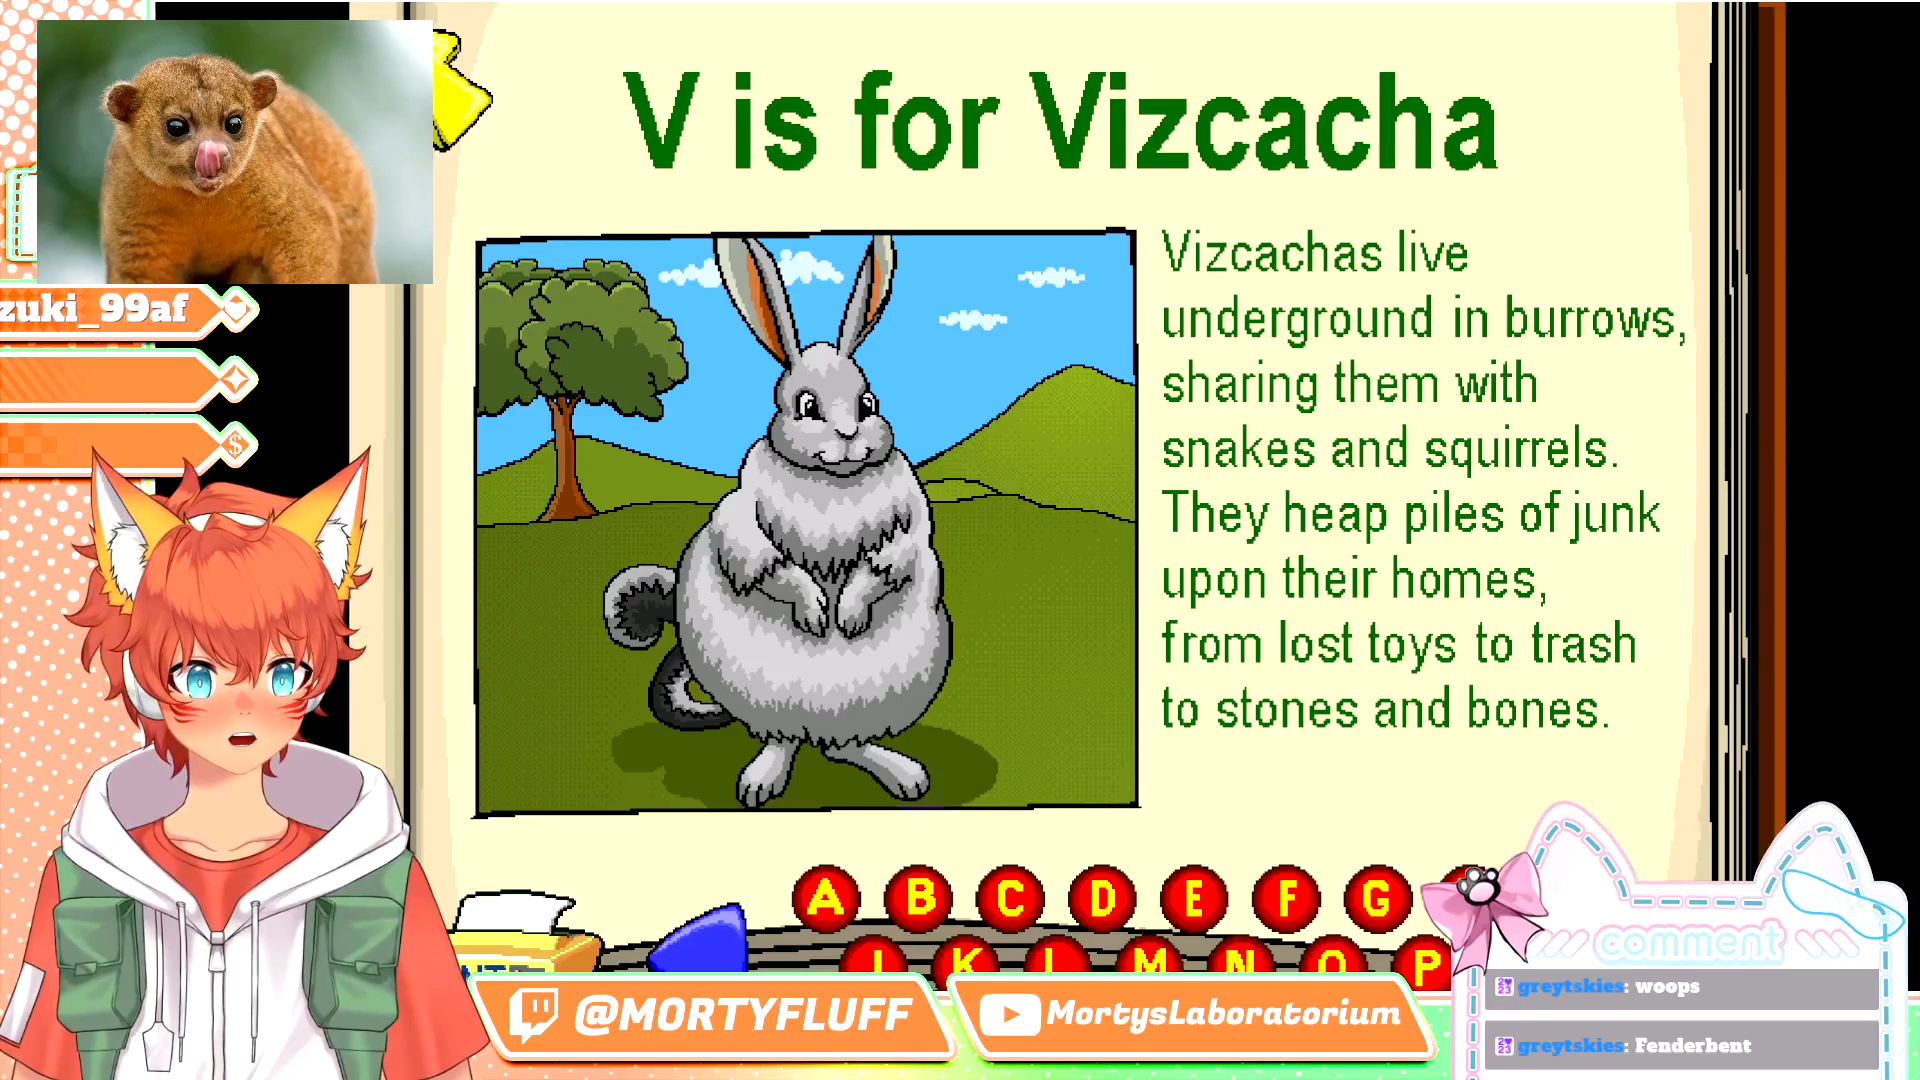 V is for Vizcacha
Vizcachas live
underground in burrows,
sharing them with
snakes and squirrels.
They heap piles of junk
upon their homes,
from lost toys to trash
to stones and bones.
zuki_99af
$
A B C D E F G
K L M N O P
@MORTYFLUFF
MortysLaboratorium
comment
greytskies: woops
greytskies: Fenderbent